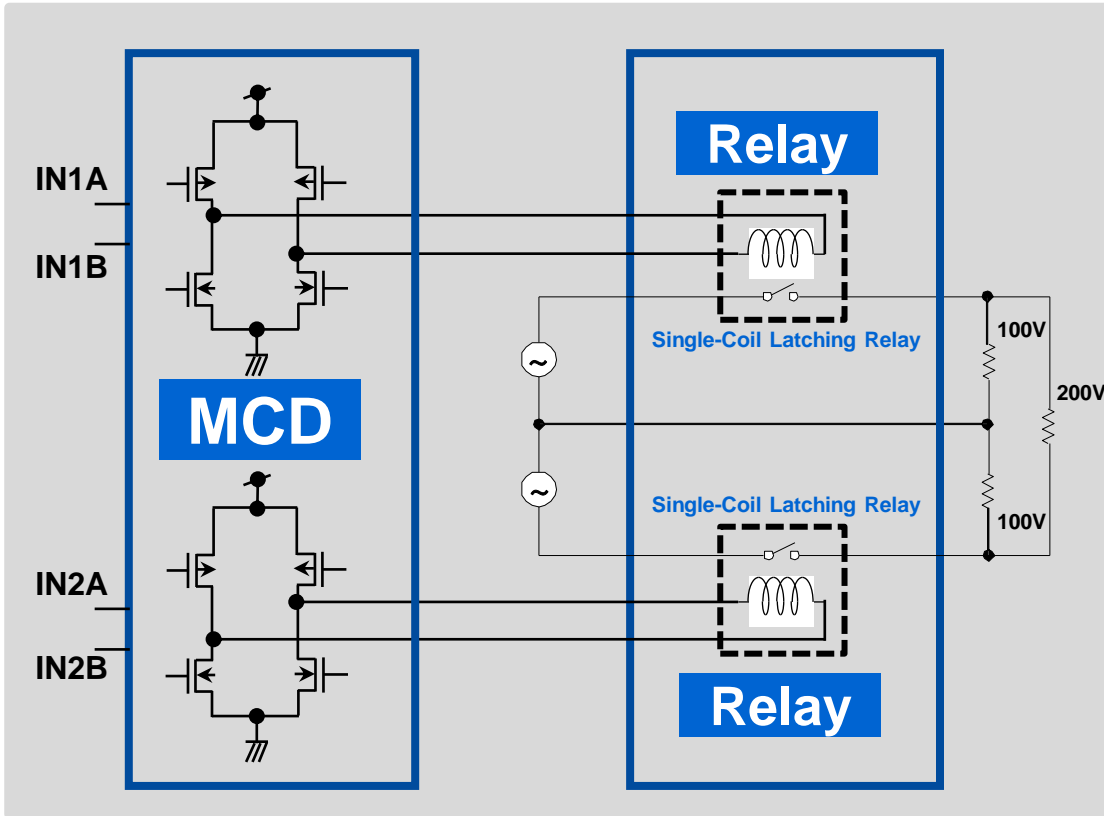 Relay
IN1A
IN1B
Single-Coil Latching Relay
100V
~
200V
MCD
~
Single-Coil Latching Relay
100V
IN2A
IN2B
Relay